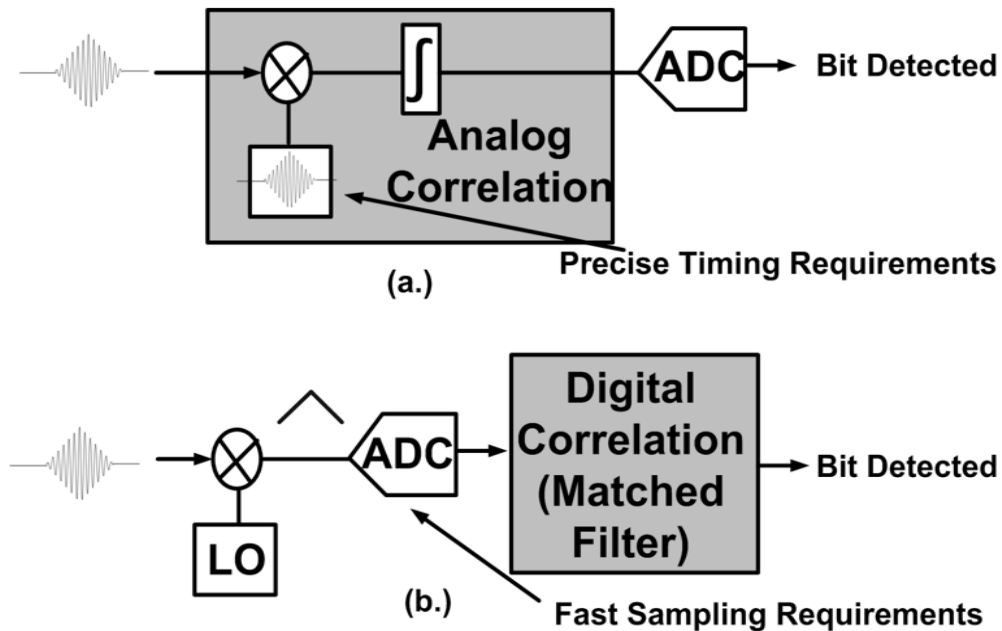 ∫
ADC
Bit Detected
Analog
Correlation
Precise Timing Requirements
(a.)
ADC
Digital
Correlation
(Matched
Filter)
Bit Detected
LO
(b.)
Fast Sampling Requirements